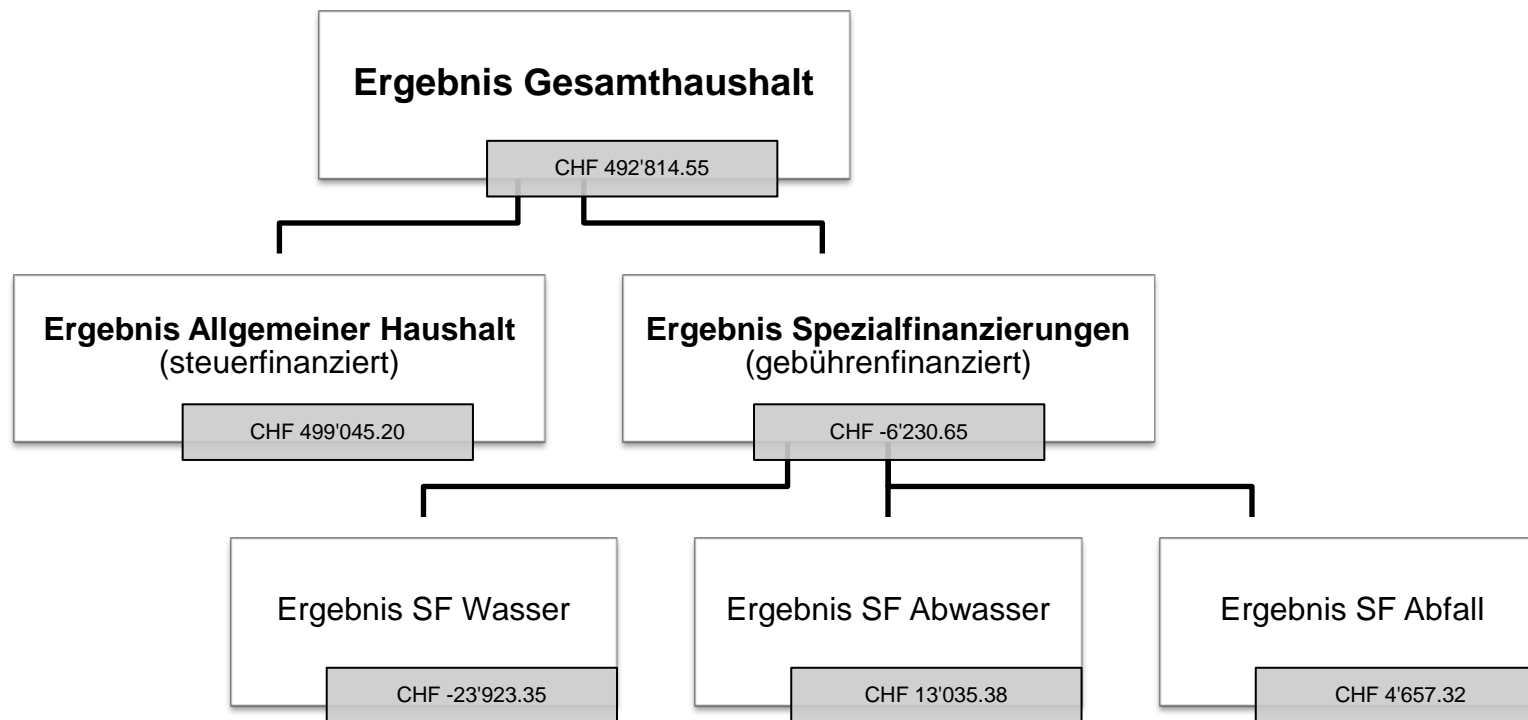 Ergebnis Gesamthaushalt
CHF 492'814.55
Ergebnis Allgemeiner Haushalt
(steuerfinanziert)
CHF 499'045.20
Ergebnis Spezialfinanzierungen
(gebührenfinanziert)
CHF -6'230.65
Ergebnis SF Wasser
CHF -23'923.35
Ergebnis SF Abwasser
CHF 13'035.38
Ergebnis SF Abfall
CHF 4'657.32